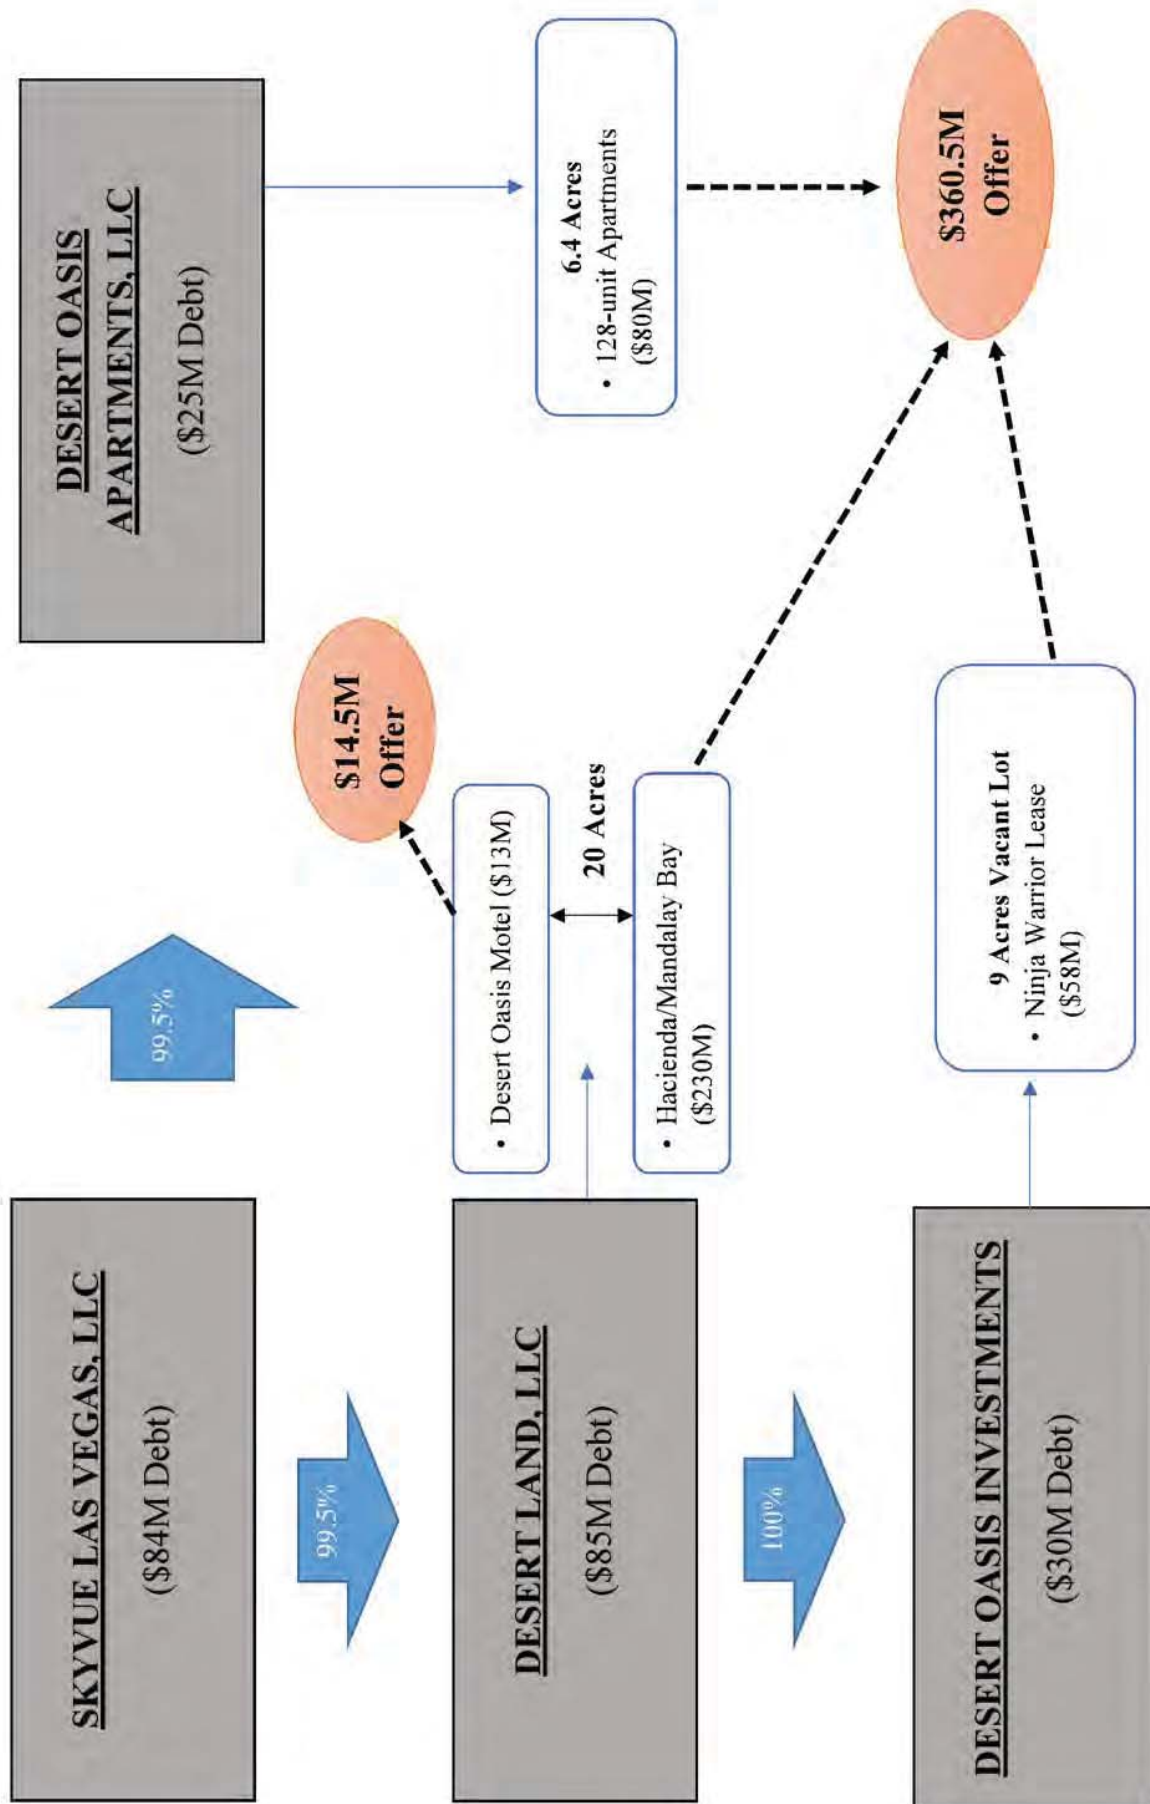 SKYVUE LAS VEGAS, LLC
($84M Debt)
99.5%
DESERT OASIS
APARTMENTS, LLC
($25M Debt)
99.5%
$14.5M
Offer
6.4 Acres
• 128-unit Apartments
($80M)
DESERT LAND, LLC
($85M Debt)
• Desert Oasis Motel ($13M)
20 Acres
• Hacienda/Mandalay Bay
($230M)
100%
$360.5M
Offer
DESERT OASIS INVESTMENTS
($30M Debt)
9 Acres Vacant Lot
• Ninja Warrior Lease
($58M)